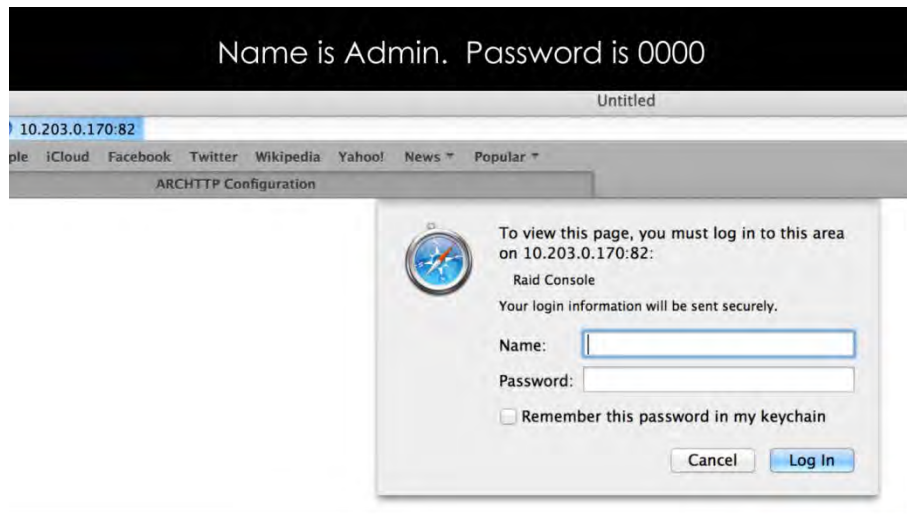 Name is Admin.  Password is 0000
Untitled
10.203.0.170:82
ple iCloud Facebook Twitter Wikipedia Yahoo! News Popular
ARCHTTP Configuration
To view this page, you must log in to this area
on 10.203.0.170:82:
Raid Console
Your login information will be sent securely.
Name:
Password:
Remember this password in my keychain
Cancel Log In